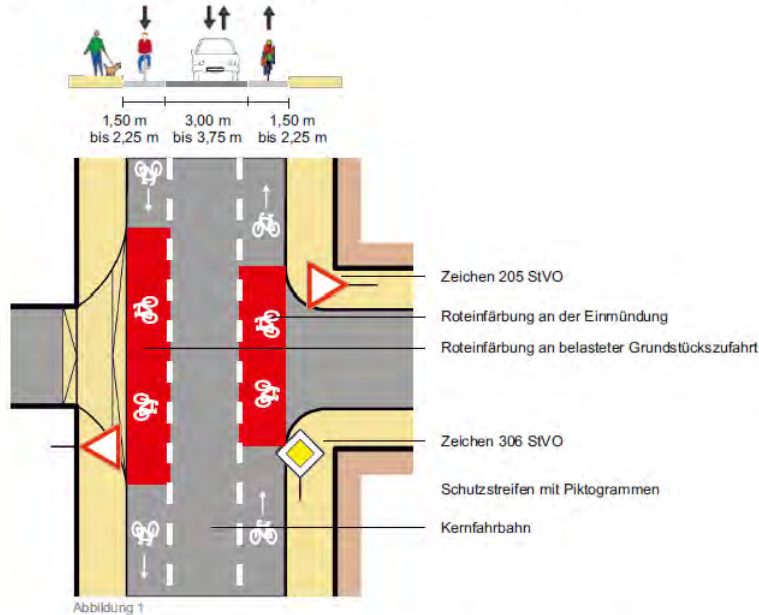 1,50 m 3,00 m 1,50 m
bis 2,25 m bis 3,75 m bis 2,25 m
Zeichen 205 StVO
Roteinfärbung an der Einmündung
Roteinfärbung an belasteter Grundstückszufahrt
Zeichen 306 StVO
Schutzstreifen mit Piktogrammen
Kernfahrbahn
Abbildung 1